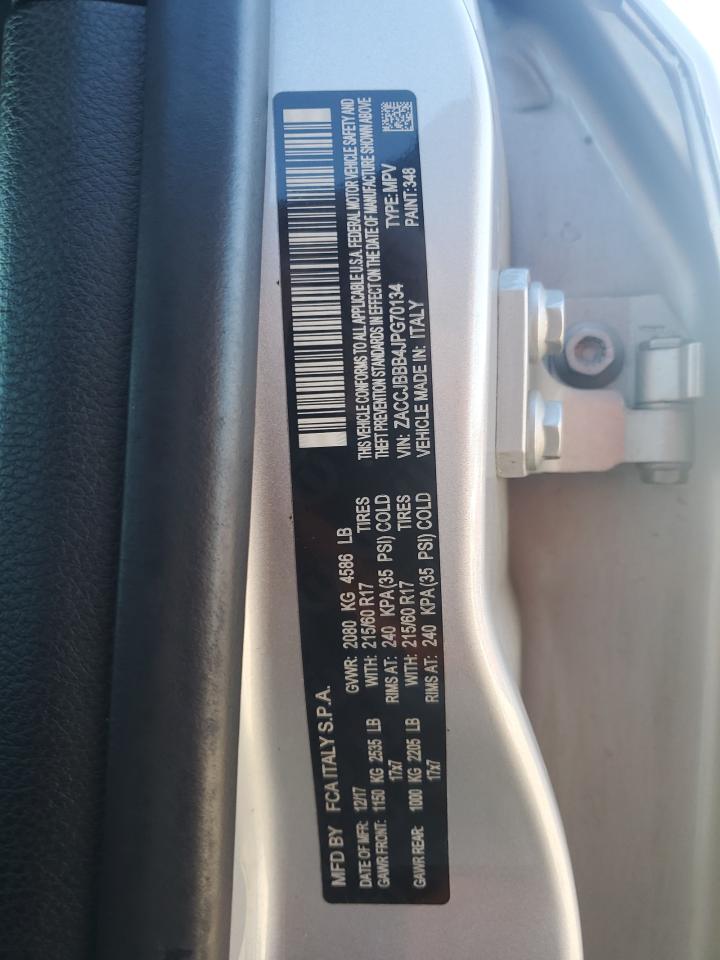 MFD BY FCA ITALY S.P.A.
DATE OF MFR: 12/17 GVWR: 2080 KG 4586 LB
GAWR FRONT: 1150 KG 2535 LB WITH: 215/60 R17 TIRES
17x7 RIMS AT: 240 KPA(35 PSI) COLD
GAWR REAR: 1000 KG 2205 LB WITH: 215/60 R17 TIRES
17x7 RIMS AT: 240 KPA(35 PSI) COLD
THIS VEHICLE CONFORMS TO ALL APPLICABLE U.S.A. FEDERAL MOTOR VEHICLE SAFETY AND
THEFT PREVENTION STANDARDS IN EFFECT ON THE DATE OF MANUFACTURE SHOWN ABOVE
VIN: ZACCJBBB4JPG70134 TYPE: MPV
VEHICLE MADE IN: ITALY PAINT:348